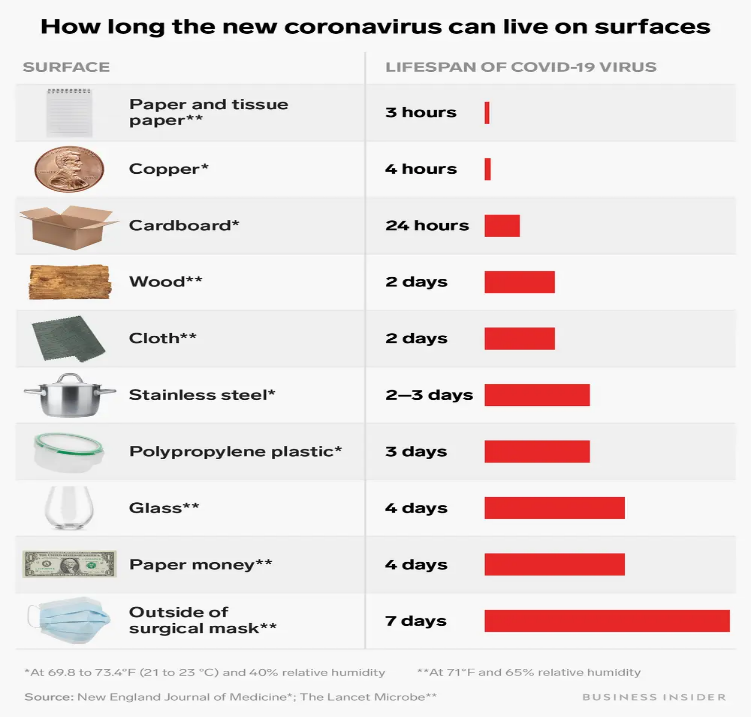 How long the new coronavirus can live on surfaces
SURFACE
LIFESPAN OF COVID-19 VIRUS
Paper and tissue
paper**
3 hours
Copper*
4 hours
Cardboard*
24 hours
Wood**
2 days
Cloth**
2 days
Stainless steel*
2–3 days
Polypropylene plastic*
3 days
Glass**
4 days
Paper money**
4 days
Outside of
surgical mask**
7 days
*At 69.8 to 73.4°F (21 to 23 °C) and 40% relative humidity
**At 71°F and 65% relative humidity
Source: New England Journal of Medicine*; The Lancet Microbe**
BUSINESS INSIDER